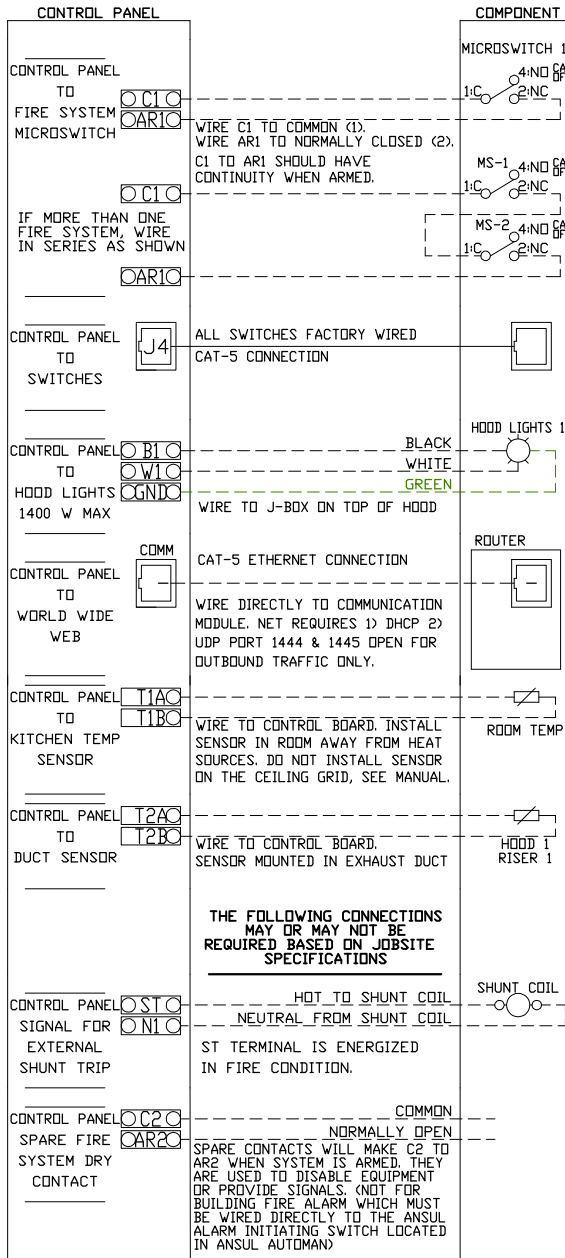 CONTROL PANEL
COMPONENT
CONTROL PANEL
TO
FIRE SYSTEM
MICROSWITCH
C1
AR1
MICROSWITCH 1
4:NO
1:C
2:NC
WIRE C1 TO COMMON (1).
WIRE AR1 TO NORMALLY CLOSED (2).
C1 TO AR1 SHOULD HAVE
CONTINUITY WHEN ARMED.
IF MORE THAN ONE
FIRE SYSTEM, WIRE
IN SERIES AS SHOWN
C1
AR1
MS-1
4:NO
1:C
2:NC
MS-2
4:NO
1:C
2:NC
CONTROL PANEL
TO
SWITCHES
J4
ALL SWITCHES FACTORY WIRED
CAT-5 CONNECTION
CONTROL PANEL
TO
HOOD LIGHTS
1400 W MAX
B1
W1
GND
BLACK
WHITE
GREEN
WIRE TO J-BOX ON TOP OF HOOD
HOOD LIGHTS 1
CONTROL PANEL
TO
WORLD WIDE
WEB
COMM
CAT-5 ETHERNET CONNECTION
WIRE DIRECTLY TO COMMUNICATION
MODULE. NET REQUIRES 1) DHCP 2)
UDP PORT 1444 & 1445 OPEN FOR
OUTBOUND TRAFFIC ONLY.
ROUTER
CONTROL PANEL
TO
KITCHEN TEMP
SENSOR
T1A
T1B
WIRE TO CONTROL BOARD. INSTALL
SENSOR IN ROOM AWAY FROM HEAT
SOURCES. DO NOT INSTALL SENSOR
ON THE CEILING GRID, SEE MANUAL.
ROOM TEMP
CONTROL PANEL
TO
DUCT SENSOR
T2A
T2B
WIRE TO CONTROL BOARD.
SENSOR MOUNTED IN EXHAUST DUCT
HOOD 1
RISER 1
THE FOLLOWING CONNECTIONS
MAY OR MAY NOT BE
REQUIRED BASED ON JOBSITE
SPECIFICATIONS
CONTROL PANEL
SIGNAL FOR
EXTERNAL
SHUNT TRIP
ST
N1
HOT TO SHUNT COIL
NEUTRAL FROM SHUNT COIL
ST TERMINAL IS ENERGIZED
IN FIRE CONDITION.
SHUNT COIL
CONTROL PANEL
SPARE FIRE
SYSTEM DRY
CONTACT
C2
AR2
COMMON
NORMALLY OPEN
SPARE CONTACTS WILL MAKE C2 TO
AR2 WHEN SYSTEM IS ARMED. THEY
ARE USED TO DISABLE EQUIPMENT
OR PROVIDE SIGNALS. (NOT FOR
BUILDING FIRE ALARM WHICH MUST
BE WIRED DIRECTLY TO THE ANSUL
ALARM INITIATING SWITCH LOCATED
IN ANSUL AUTOMAN)